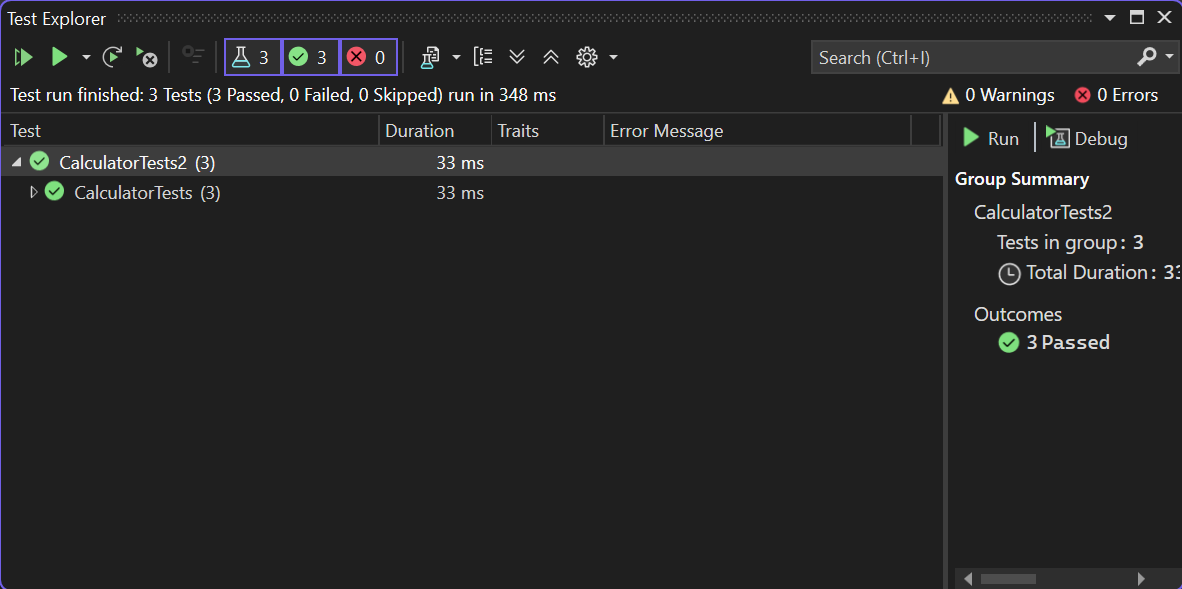 Test Explorer
3 3 0
Search (Ctrl+I)
Test run finished: 3 Tests (3 Passed, 0 Failed, 0 Skipped) run in 348 ms
0 Warnings 0 Errors
Test Duration Traits Error Message
CalculatorTests2 (3) 33 ms
CalculatorTests (3) 33 ms
Run Debug
Group Summary
CalculatorTests2
Tests in group: 3
Total Duration:
Outcomes
3 Passed